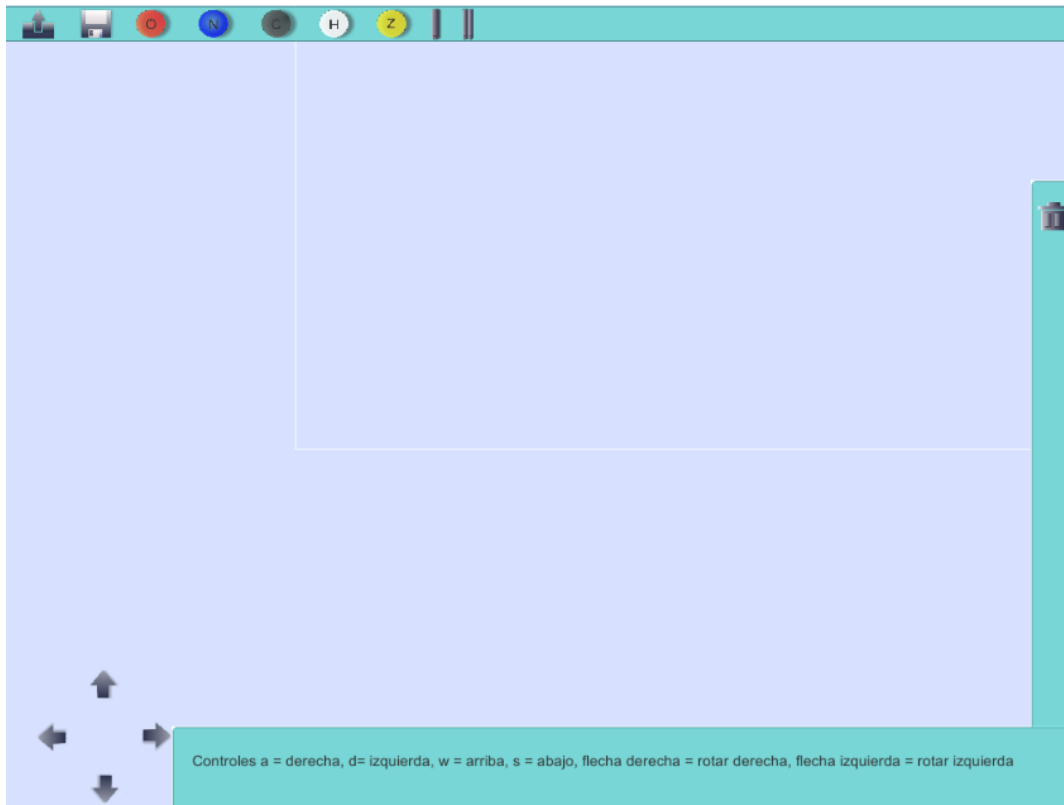 O N C H Z
Controles a = derecha, d= izquierda, w = arriba, s = abajo, flecha derecha = rotar derecha, flecha izquierda = rotar izquierda